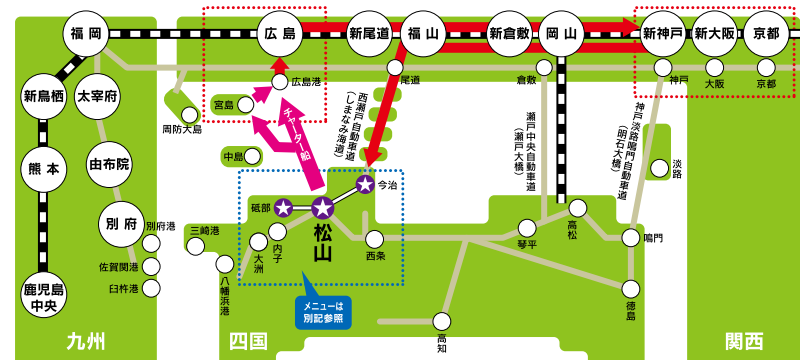 福岡
広島
新尾道
福山
新倉敷
岡山
新神戸
新大阪
京都
広島港
尾道
倉敷
神戸
大阪
京都
新鳥栖
太宰府
宮島
周防大島
チャーター船
西瀬戸自動車道
(しまなみ海道)
瀬戸中央自動車道
(瀬戸大橋)
神戸淡路鳴門自動車道
(明石大橋)
淡路
熊本
由布院
中島
今治
砥部
松山
別府
別府港
三崎港
佐賀関港
臼杵港
内子
大洲
西条
琴平
高松
鳴門
鹿児島
中央
八幡浜港
メニューは
別記参照
徳島
高知
九州
四国
関西